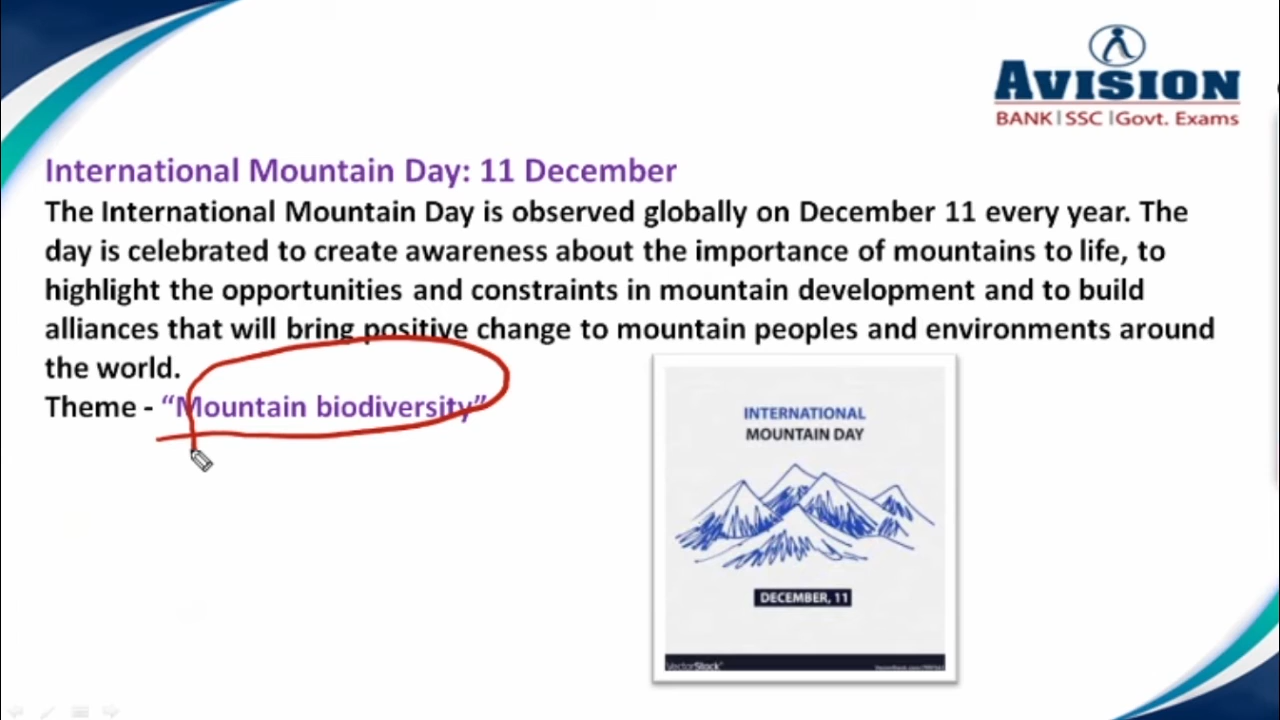 AVISION
BANK | SSC | Govt. Exams
International Mountain Day: 11 December
The International Mountain Day is observed globally on December 11 every year. The
day is celebrated to create awareness about the importance of mountains to life, to
highlight the opportunities and constraints in mountain development and to build
alliances that will bring positive change to mountain peoples and environments around
the world.
Theme - “Mountain biodiversity”
INTERNATIONAL
MOUNTAIN DAY
DECEMBER, 11
VectorStock